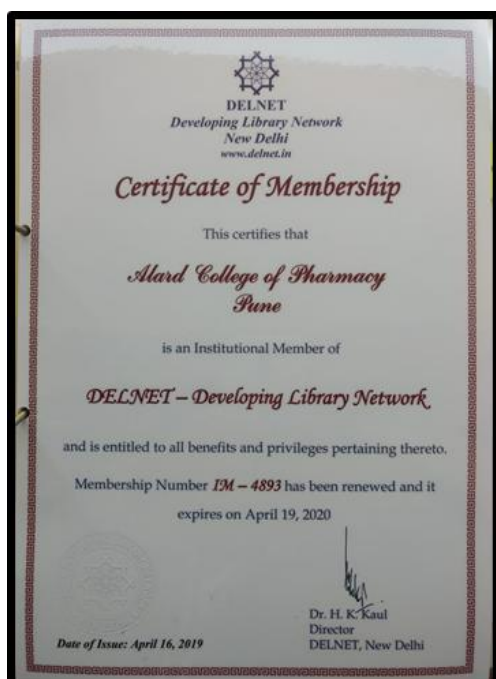 DELNET
Developing Library Network
New Delhi
www.delnet.in
Certificate of Membership
This certifies that
Alard College of Pharmacy
Pune
is an Institutional Member of
DELNET – Developing Library Network
and is entitled to all benefits and privileges pertaining thereto.
Membership Number IM – 4893 has been renewed and it
expires on April 19, 2020
Dr. H. K. Kaul
Director
DELNET, New Delhi
Date of Issue: April 16, 2019